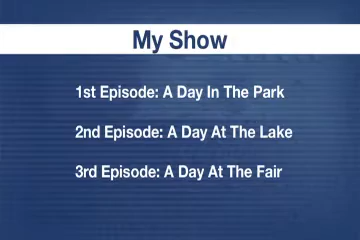 My Show
1st Episode: A Day In The Park
2nd Episode: A Day At The Lake
3rd Episode: A Day At The Fair